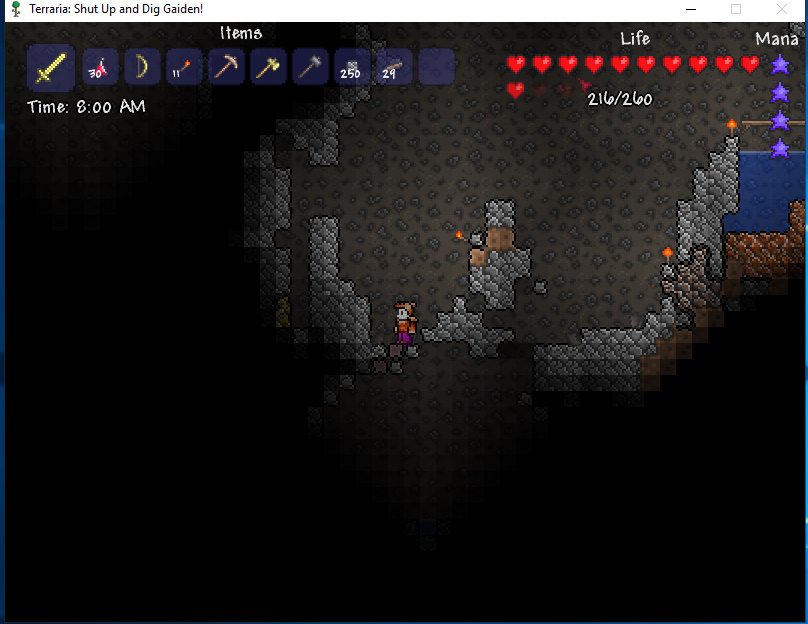 Terraria: Shut Up and Dig Gaiden!
Items
Life
Mana
30
11
250
29
216/260
Time: 8:00 AM